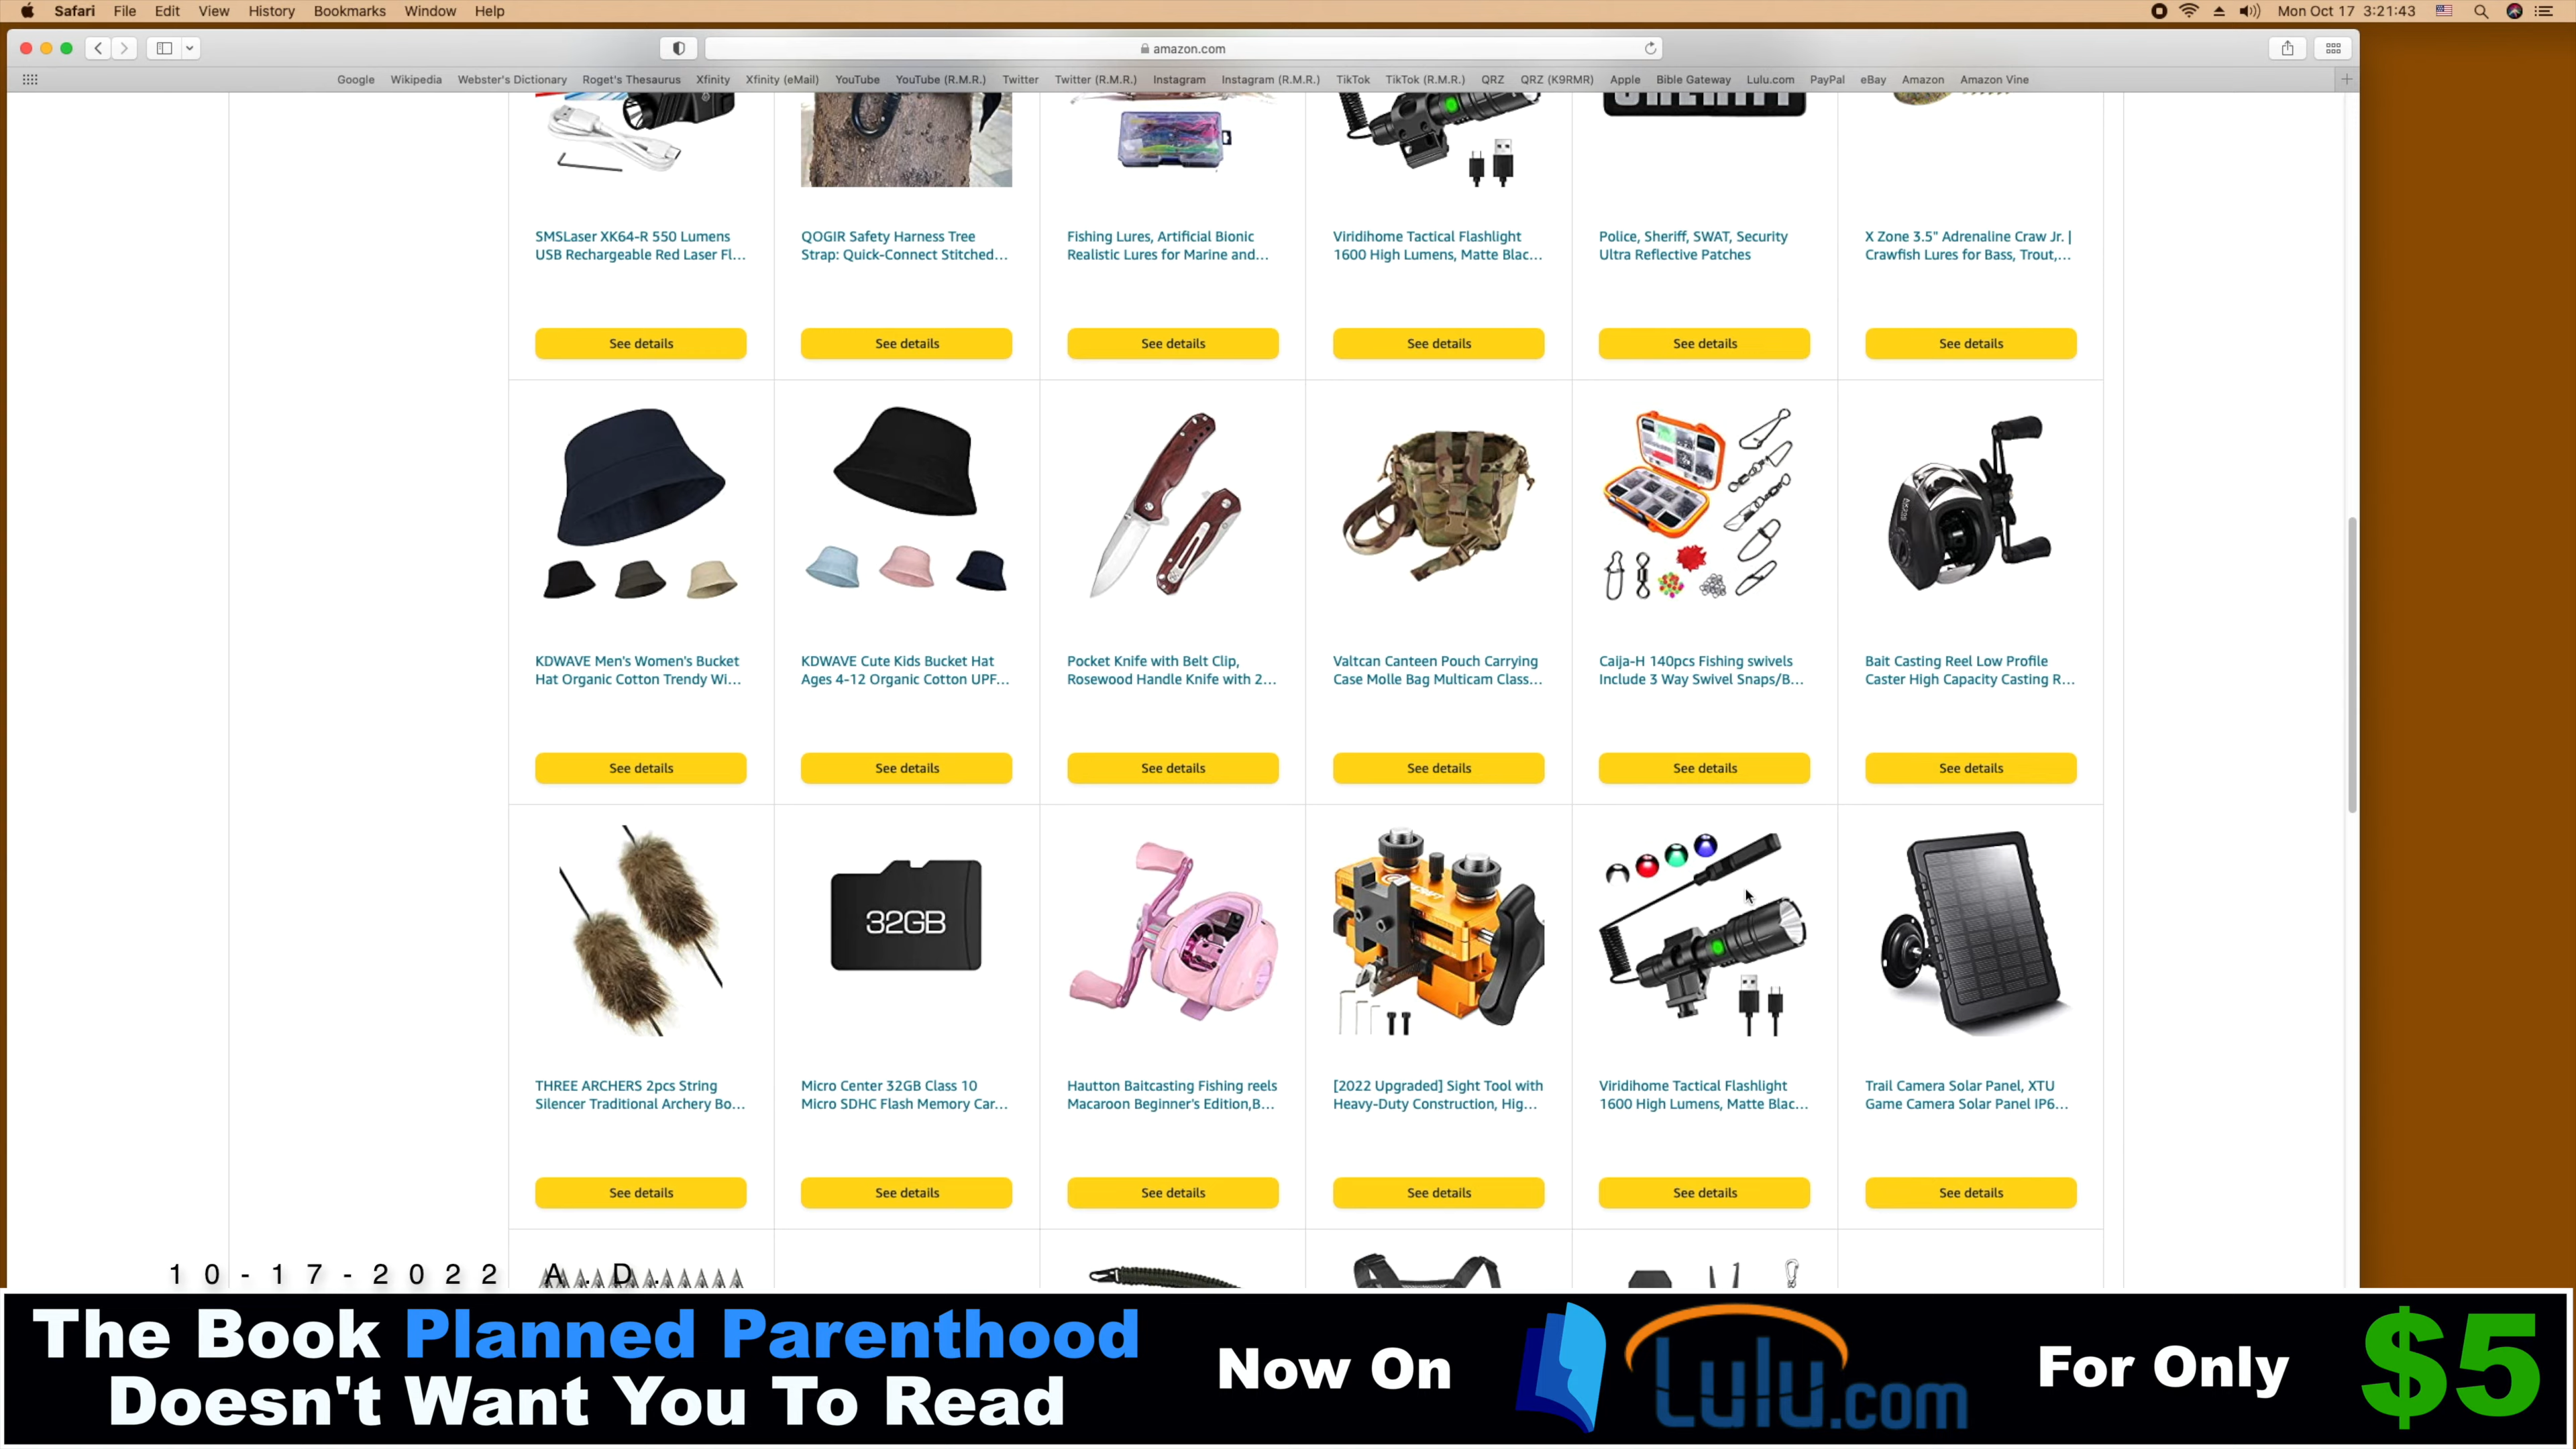 Safari File Edit View History Bookmarks Window Help
Mon Oct 17 3:21:43
amazon.com
Google Wikipedia Webster's Dictionary Roget's Thesaurus Xfinity Xfinity (eMail) YouTube YouTube (R.M.R.) Twitter Twitter (R.M.R.) Instagram Instagram (R.M.R.) TikTok TikTok (R.M.R.) QRZ QRZ (K9RMR) Apple Bible Gateway Lulu.com PayPal eBay Amazon Amazon Vine
SMSLaser XK64-R 550 Lumens
USB Rechargeable Red Laser Fl...
QOGIR Safety Harness Tree
Strap: Quick-Connect Stitched...
Fishing Lures, Artificial Bionic
Realistic Lures for Marine and...
Viridihome Tactical Flashlight
1600 High Lumens, Matte Blac...
Police, Sheriff, SWAT, Security
Ultra Reflective Patches
X Zone 3.5" Adrenaline Craw Jr. |
Crawfish Lures for Bass, Trout,...
See details See details See details See details See details See details
KDWAVE Men's Women's Bucket
Hat Organic Cotton Trendy Wi...
KDWAVE Cute Kids Bucket Hat
Ages 4-12 Organic Cotton UPF...
Pocket Knife with Belt Clip,
Rosewood Handle Knife with 2...
Valtcan Canteen Pouch Carrying
Case Molle Bag Multicam Class...
Caija-H 140pcs Fishing swivels
Include 3 Way Swivel Snaps/B...
Bait Casting Reel Low Profile
Caster High Capacity Casting R...
See details See details See details See details See details See details
32GB
THREE ARCHERS 2pcs String
Silencer Traditional Archery Bo...
Micro Center 32GB Class 10
Micro SDHC Flash Memory Car...
Hautton Baitcasting Fishing reels
Macaroon Beginner's Edition,B...
[2022 Upgraded] Sight Tool with
Heavy-Duty Construction, Hig...
Viridihome Tactical Flashlight
1600 High Lumens, Matte Blac...
Trail Camera Solar Panel, XTU
Game Camera Solar Panel IP6...
See details See details See details See details See details See details
10-17-2022 A.D.
The Book Planned Parenthood
Doesn't Want You To Read
Now On
Lulu.com
For Only
$5